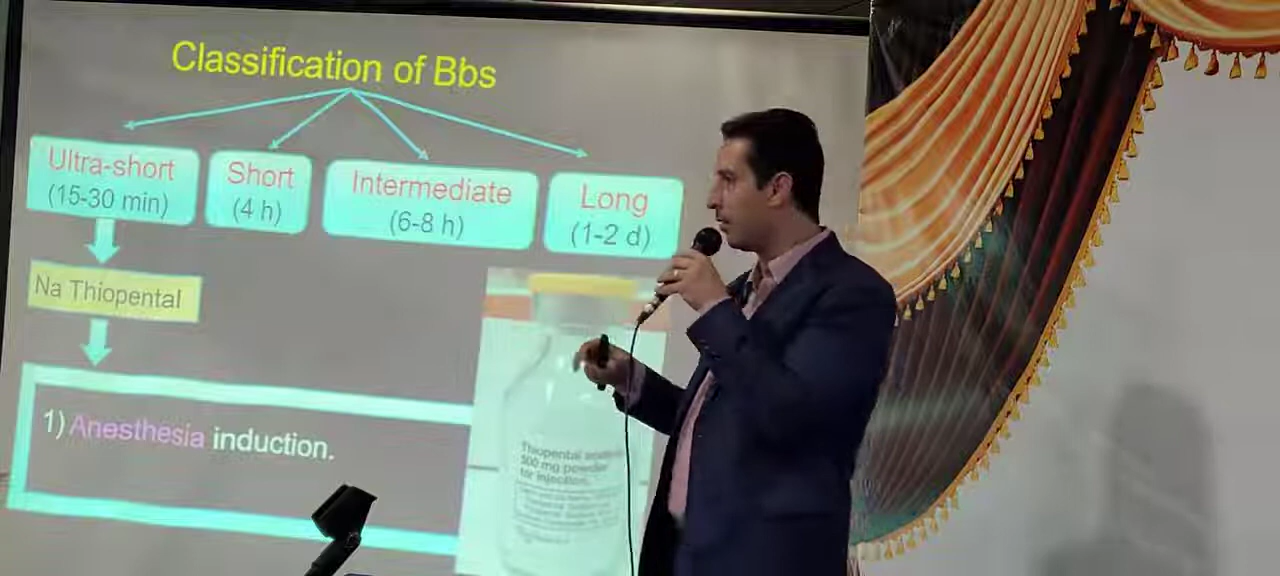 Classification of Bbs
Ultra-short
(15-30 min)
Short
(4 h)
Intermediate
(6-8 h)
Long
(1-2 d)
Na Thiopental
1) Anesthesia induction.
Thiopental
500 mg powder
for injection.